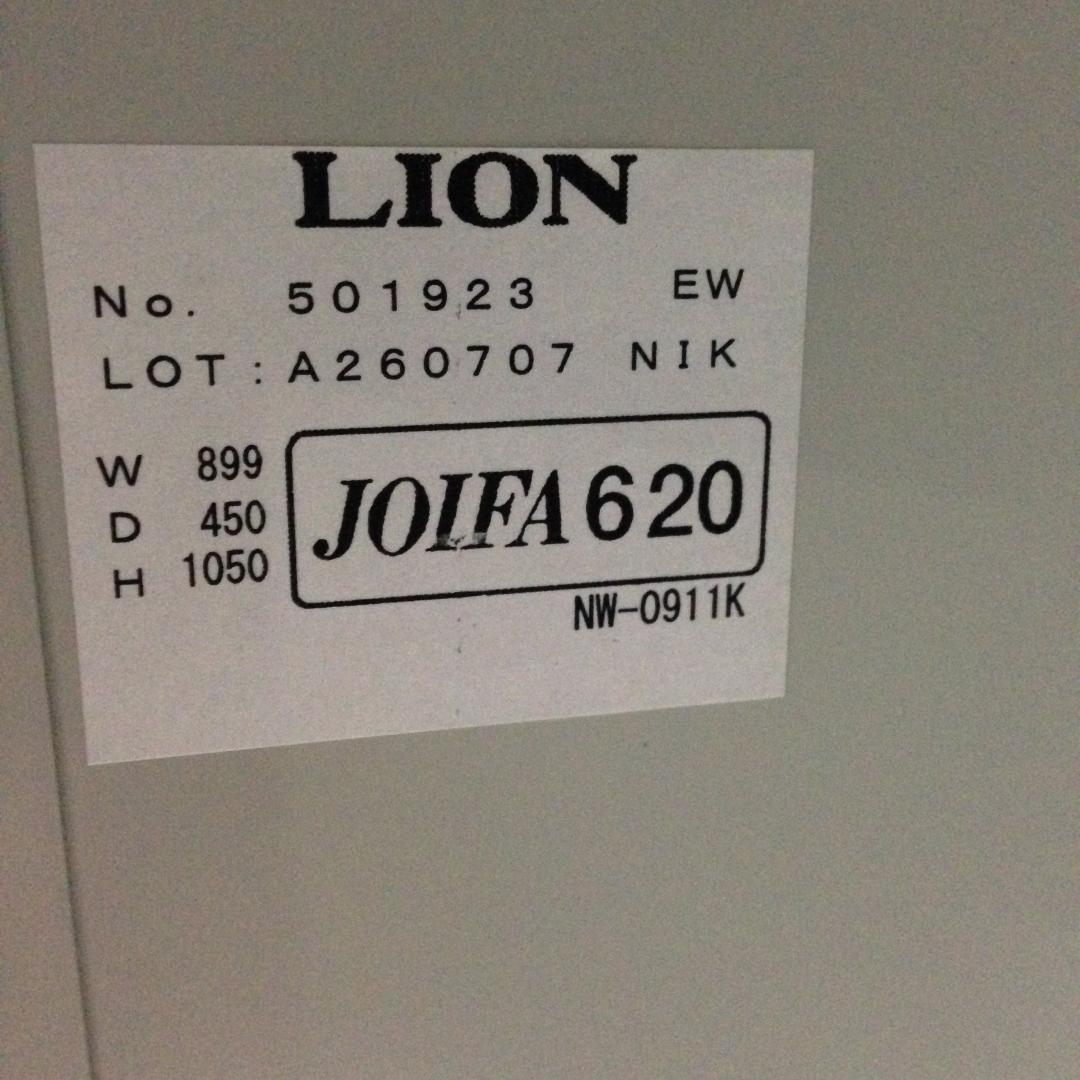 LION
No. 501923 EW
LOT:A260707 NIK
W 899
D 450
H 1050
JOIFA 620
NW-0911K